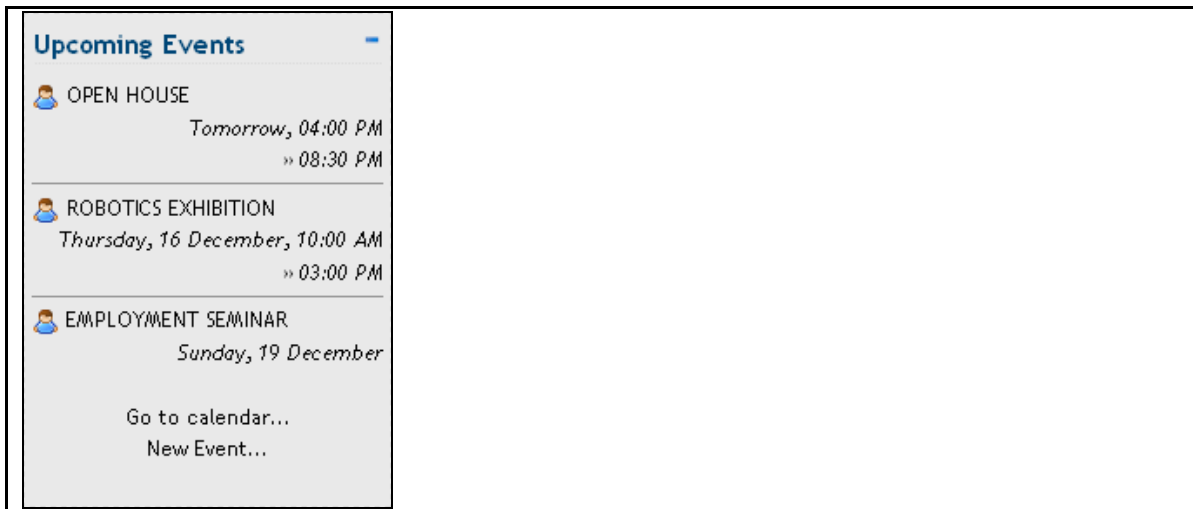 Upcoming Events
OPEN HOUSE
Tomorrow, 04:00 PM
» 08:30 PM
ROBOTICS EXHIBITION
Thursday, 16 December, 10:00 AM
» 03:00 PM
EMPLOYMENT SEMINAR
Sunday, 19 December
Go to calendar...
New Event...